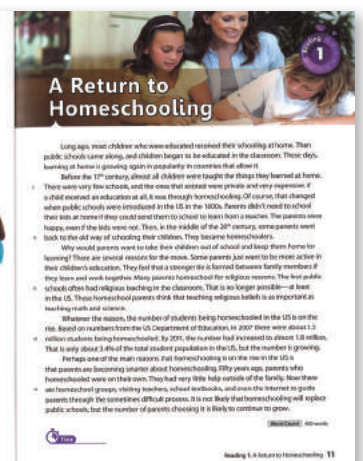 Reading
1
A Return to
Homeschooling
Long ago, most children who were educated received their schooling at home. Then
public schools came along, and children began to be educated in the classroom. These days,
learning at home is growing again in popularity in countries that allow it.
Before the 17th century, almost all children were taught the things they learned at home.
There were very few schools, and the ones that existed were private and very expensive. If
a child received an education at all, it was through homeschooling. Of course, that changed
when public schools were introduced in the US in the 1800s. Parents didn't need to school
their kids at home if they could send them to school to learn from a teacher. The parents were
happy, even if the kids were not. Then, in the middle of the 20th century, some parents went
back to the old way of schooling their children. They became homeschoolers.
Why would parents want to take their children out of school and keep them home for
learning? There are several reasons for the move. Some parents just want to be more active in
their children's education. They feel that a stronger tie is formed between family members if
they learn and work together. Many parents homeschool for religious reasons. The first public
schools often had religious teaching in the classroom. That is no longer possible—at least
in the US. These homeschool parents think that teaching religious beliefs is as important as
teaching math and science.
Whatever the reason, the number of students being homeschooled in the US is on the
rise. Based on numbers from the US Department of Education, in 2007 there were about 1.5
million students being homeschooled. By 2011, the number had increased to almost 1.8 million.
That is only about 3.4% of the total student population in the US, but the number is growing.
Perhaps one of the main reasons that homeschooling is on the rise in the US is
that parents are becoming smarter about homeschooling. Fifty years ago, parents who
homeschooled were on their own. They had very little help outside of the family. Now there
are homeschool groups, visiting teachers, school textbooks, and even the Internet to guide
parents through the sometimes difficult process. It is not likely that homeschooling will replace
public schools, but the number of parents choosing it is likely to continue to grow.
Word Count 400 words
Time
Reading 1. A Return to Homeschooling 11